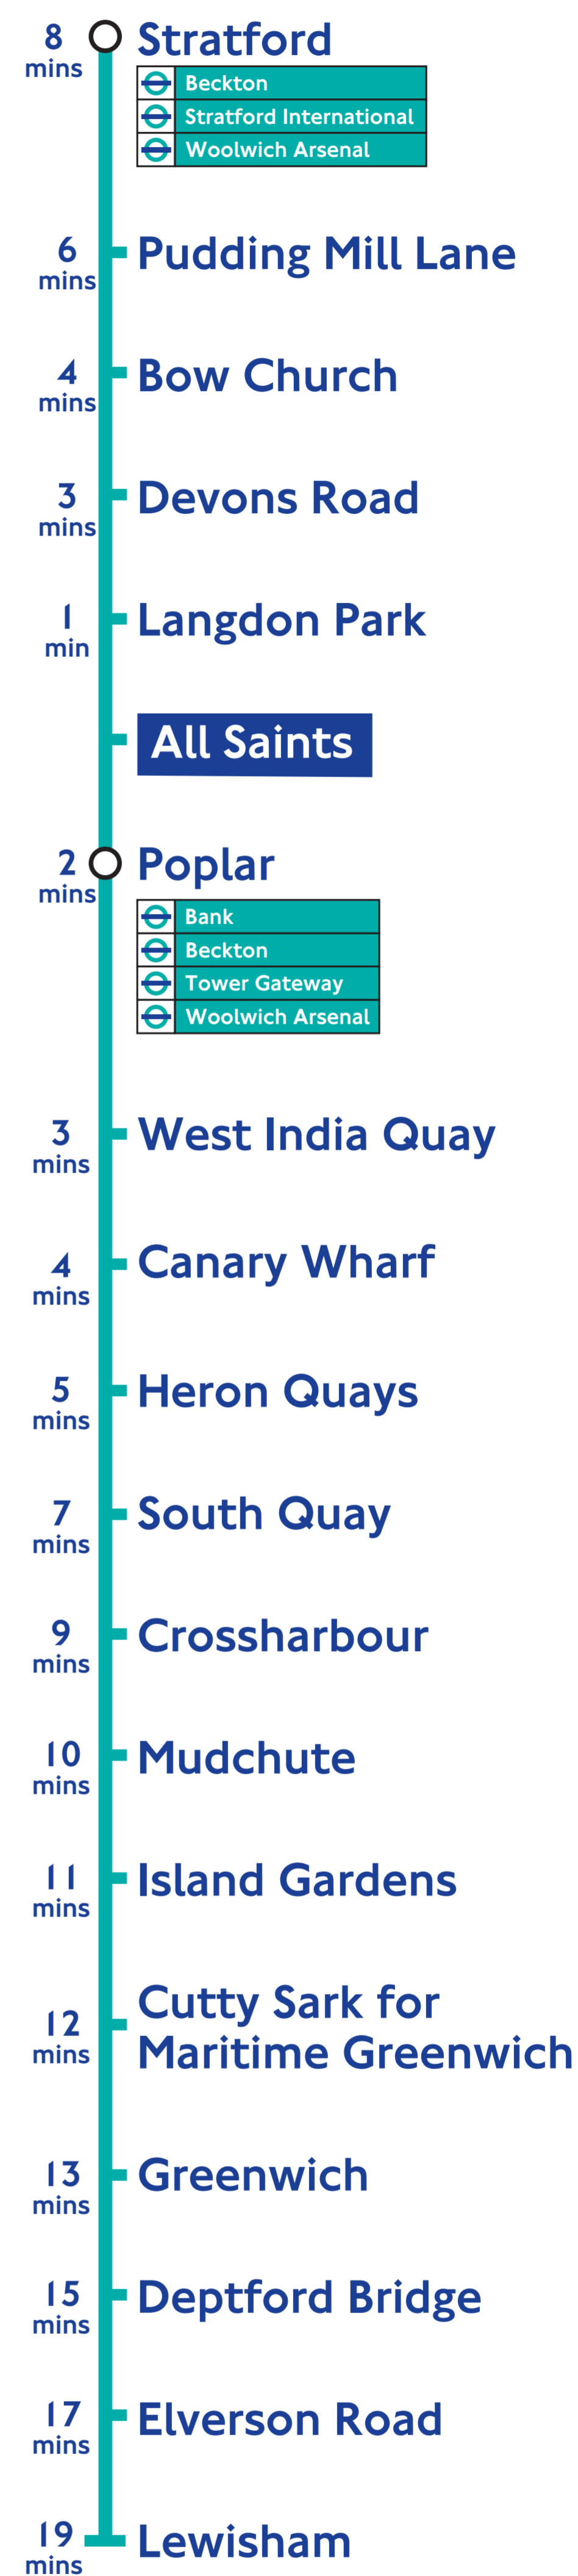 8
mins
Stratford
Beckton
Stratford International
Woolwich Arsenal
6
mins
Pudding Mill Lane
4
mins
Bow Church
3
mins
Devons Road
1
min
Langdon Park
All Saints
2
mins
Poplar
Bank
Beckton
Tower Gateway
Woolwich Arsenal
3
mins
West India Quay
4
mins
Canary Wharf
5
mins
Heron Quays
7
mins
South Quay
9
mins
Crossharbour
10
mins
Mudchute
11
mins
Island Gardens
12
mins
Cutty Sark for
Maritime Greenwich
13
mins
Greenwich
15
mins
Deptford Bridge
17
mins
Elverson Road
19
mins
Lewisham